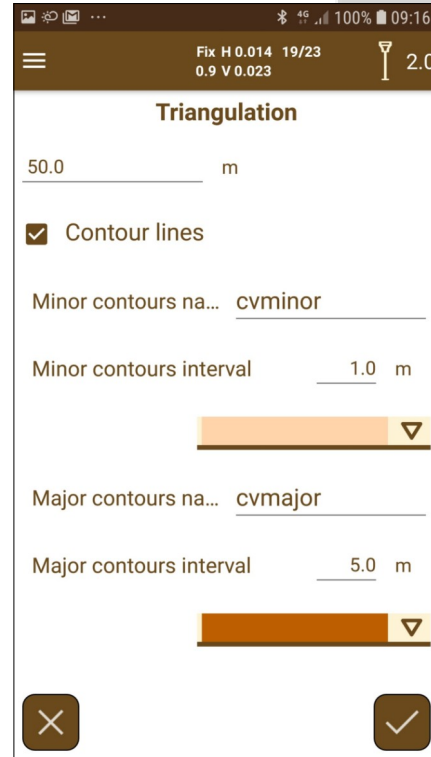 4G 100% 09:16
Fix H 0.014 19/23
0.9 V 0.023
2.0
Triangulation
50.0 m
Contour lines
Minor contours na... cvminor
Minor contours interval 1.0 m
Major contours na... cvmajor
Major contours interval 5.0 m